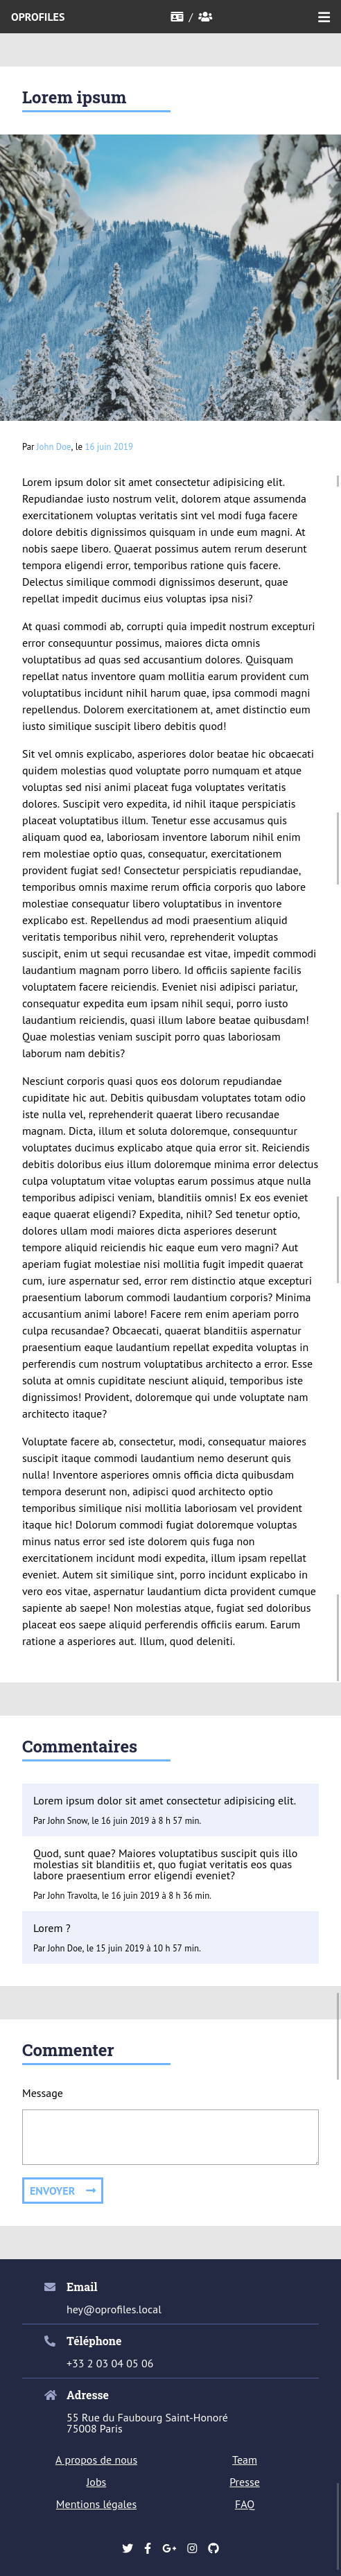 OPROFILES /
Lorem ipsum
Par John Doe, le 16 juin 2019
Lorem ipsum dolor sit amet consectetur adipisicing elit.
Repudiandae iusto nostrum velit, dolorem atque assumenda
exercitationem voluptas veritatis sint vel modi fuga facere
dolore debitis dignissimos quisquam in unde eum magni. At
nobis saepe libero. Quaerat possimus autem rerum deserunt
tempora eligendi error, temporibus ratione quis facere.
Delectus similique commodi dignissimos deserunt, quae
repellat impedit ducimus eius voluptas ipsa nisi?
At quasi commodi ab, corrupti quia impedit nostrum excepturi
error consequuntur possimus, maiores dicta omnis
voluptatibus ad quas sed accusantium dolores. Quisquam
repellat natus inventore quam mollitia earum provident cum
voluptatibus incidunt nihil harum quae, ipsa commodi magni
repellendus. Dolorem exercitationem at, amet distinctio eum
iusto similique suscipit libero debitis quod!
Sit vel omnis explicabo, asperiores dolor beatae hic obcaecati
quidem molestias quod voluptate porro numquam et atque
voluptas sed nisi animi placeat fuga voluptates veritatis
dolores. Suscipit vero expedita, id nihil itaque perspiciatis
placeat voluptatibus illum. Tenetur esse accusamus quis
aliquam quod ea, laboriosam inventore laborum nihil enim
rem molestiae optio quas, consequatur, exercitationem
provident fugiat sed! Consectetur perspiciatis repudiandae,
temporibus omnis maxime rerum officia corporis quo labore
molestiae consequatur libero voluptatibus in inventore
explicabo est. Repellendus ad modi praesentium aliquid
veritatis temporibus nihil vero, reprehenderit voluptas
suscipit, enim ut sequi recusandae est vitae, impedit commodi
laudantium magnam porro libero. Id officiis sapiente facilis
voluptatem facere reiciendis. Eveniet nisi adipisci pariatur,
consequatur expedita eum ipsam nihil sequi, porro iusto
laudantium reiciendis, quasi illum labore beatae quibusdam!
Quae molestias veniam suscipit porro quas laboriosam
laborum nam debitis?
Nesciunt corporis quasi quos eos dolorum repudiandae
cupiditate hic aut. Debitis quibusdam voluptates totam odio
iste nulla vel, reprehenderit quaerat libero recusandae
magnam. Dicta, illum et soluta doloremque, consequuntur
voluptates ducimus explicabo atque quia error sit. Reiciendis
debitis doloribus eius illum doloremque minima error delectus
culpa voluptatum vitae voluptas earum possimus atque nulla
temporibus adipisci veniam, blanditiis omnis! Ex eos eveniet
eaque quaerat eligendi? Expedita, nihil? Sed tenetur optio,
dolores ullam modi maiores dicta asperiores deserunt
tempore aliquid reiciendis hic eaque eum vero magni? Aut
aperiam fugiat molestiae nisi mollitia fugit impedit quaerat
cum, iure aspernatur sed, error rem distinctio atque excepturi
praesentium laborum commodi laudantium corporis? Minima
accusantium animi labore! Facere rem enim aperiam porro
culpa recusandae? Obcaecati, quaerat blanditiis aspernatur
praesentium eaque laudantium repellat expedita voluptas in
perferendis cum nostrum voluptatibus architecto a error. Esse
soluta at omnis cupiditate nesciunt aliquid, temporibus iste
dignissimos! Provident, doloremque qui unde voluptate nam
architecto itaque?
Voluptate facere ab, consectetur, modi, consequatur maiores
suscipit itaque commodi laudantium nemo deserunt quis
nulla! Inventore asperiores omnis officia dicta quibusdam
tempora deserunt non, adipisci quod architecto optio
temporibus similique nisi mollitia laboriosam vel provident
itaque hic! Dolorum commodi fugiat doloremque voluptas
minus natus error sed iste dolorem quis fuga non
exercitationem incidunt modi expedita, illum ipsam repellat
eveniet. Autem sit similique sint, porro incidunt explicabo in
vero eos vitae, aspernatur laudantium dicta provident cumque
sapiente ab saepe! Non molestias atque, fugiat sed doloribus
placeat eos saepe aliquid perferendis officiis earum. Earum
ratione a asperiores aut. Illum, quod deleniti.
Commentaires
Lorem ipsum dolor sit amet consectetur adipisicing elit.
Par John Snow, le 16 juin 2019 à 8 h 57 min.
Quod, sunt quae? Maiores voluptatibus suscipit quis illo
molestias sit blanditiis et, quo fugiat veritatis eos quas
labore praesentium error eligendi eveniet?
Par John Travolta, le 16 juin 2019 à 8 h 36 min.
Lorem ?
Par John Doe, le 15 juin 2019 à 10 h 57 min.
Commenter
Message
ENVOYER
Email
hey@oprofiles.local
Téléphone
+33 2 03 04 05 06
Adresse
55 Rue du Faubourg Saint-Honoré
75008 Paris
A propos de nous Team
Jobs Presse
Mentions légales FAQ